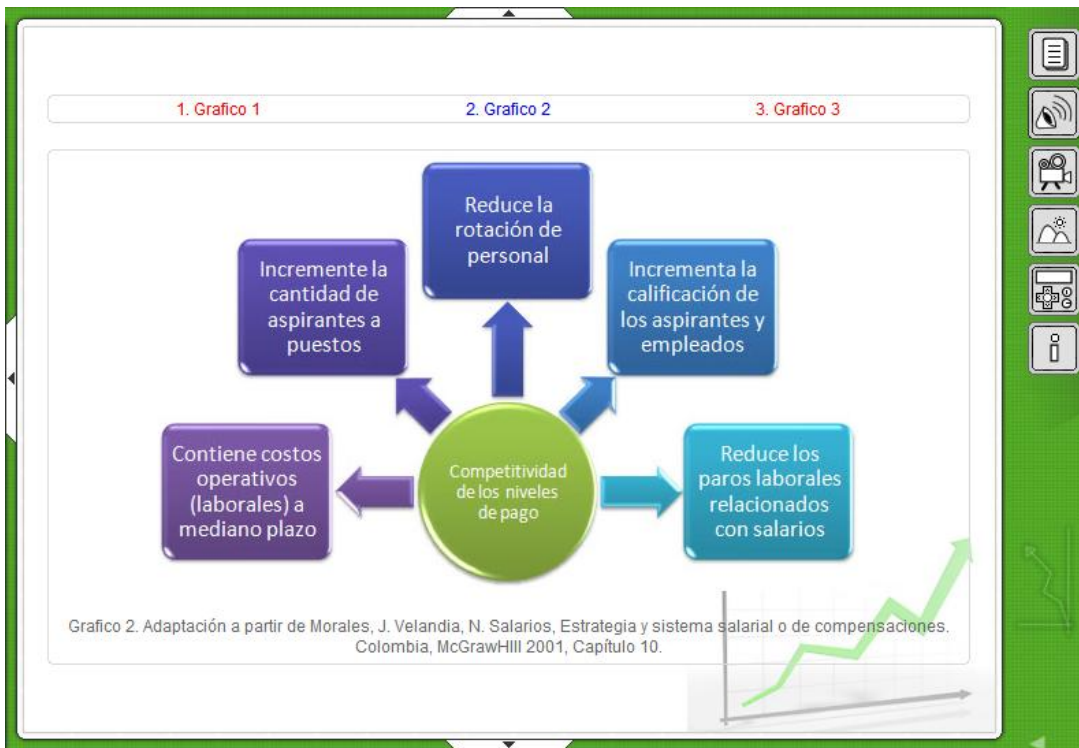 1. Grafico 1
2. Grafico 2
3. Grafico 3
Reduce la
rotación de
personal
Incremente la
cantidad de
aspirantes a
puestos
Incrementa la
calificación de
los aspirantes y
empleados
Contiene costos
operativos
(laborales) a
mediano plazo
Competitividad
de los niveles
de pago
Reduce los
paros laborales
relacionados
con salarios
Grafico 2. Adaptación a partir de Morales, J. Velandia, N. Salarios, Estrategia y sistema salarial o de compensaciones.
Colombia, McGrawHIll 2001, Capítulo 10.